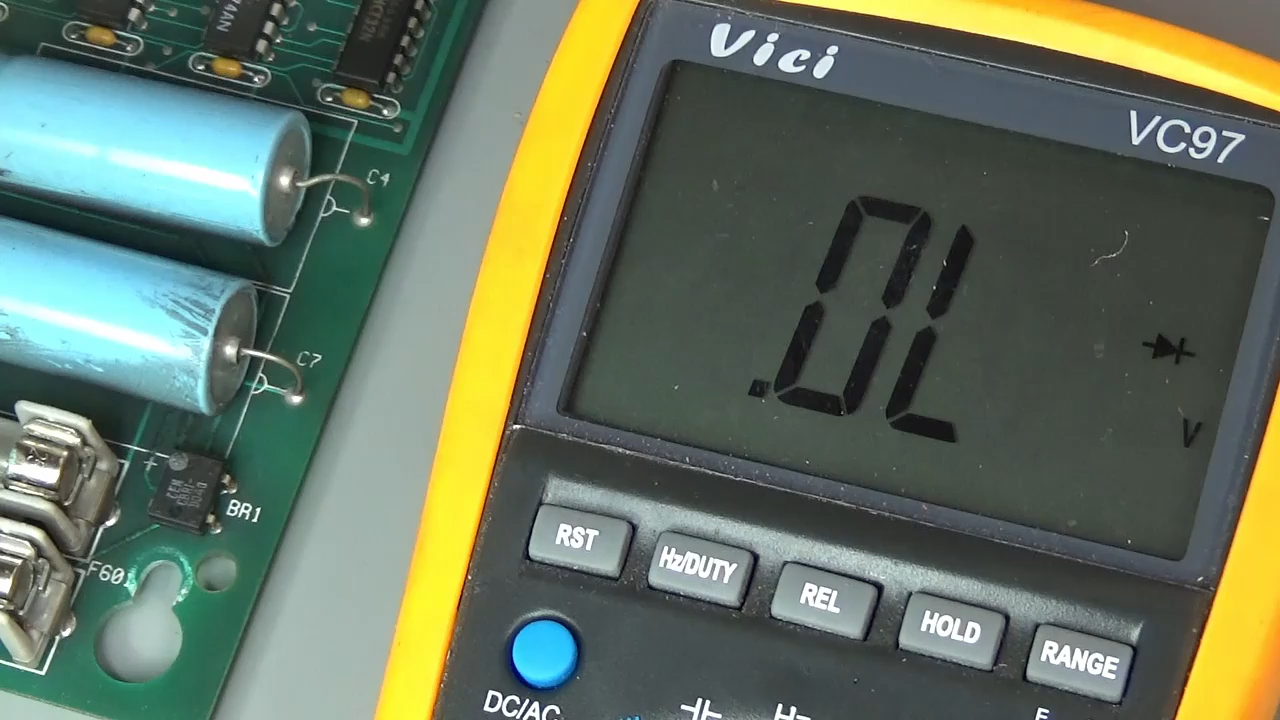 Vici
VC97
.0L
V
C4
C7
BR1
F60
RST
Hz/DUTY
REL
HOLD
RANGE
DC/AC